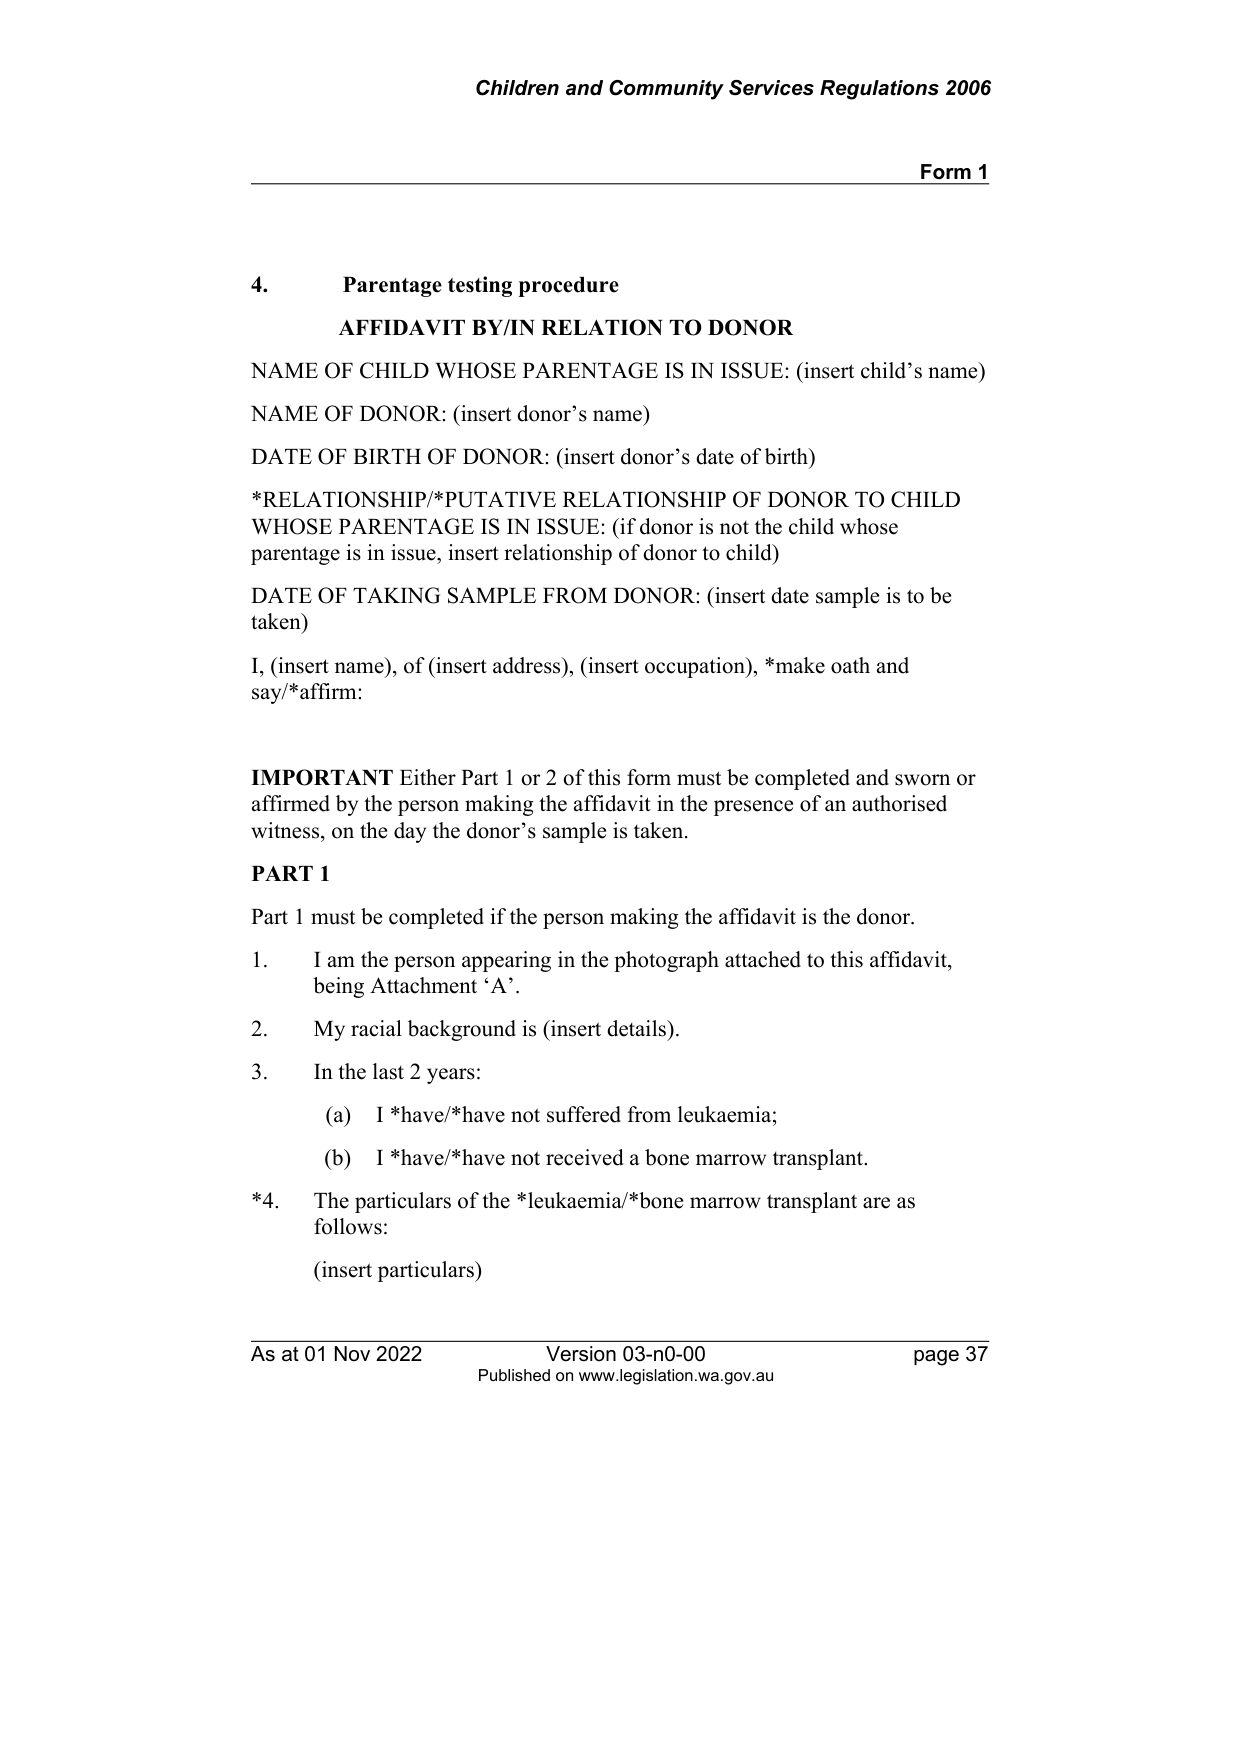 Children and Community Services Regulations 2006
Form 1
4. Parentage testing procedure
AFFIDAVIT BY/IN RELATION TO DONOR
NAME OF CHILD WHOSE PARENTAGE IS IN ISSUE: (insert child’s name)
NAME OF DONOR: (insert donor’s name)
DATE OF BIRTH OF DONOR: (insert donor’s date of birth)
*RELATIONSHIP/*PUTATIVE RELATIONSHIP OF DONOR TO CHILD
WHOSE PARENTAGE IS IN ISSUE: (if donor is not the child whose
parentage is in issue, insert relationship of donor to child)
DATE OF TAKING SAMPLE FROM DONOR: (insert date sample is to be
taken)
I, (insert name), of (insert address), (insert occupation), *make oath and
say/*affirm:
IMPORTANT Either Part 1 or 2 of this form must be completed and sworn or
affirmed by the person making the affidavit in the presence of an authorised
witness, on the day the donor’s sample is taken.
PART 1
Part 1 must be completed if the person making the affidavit is the donor.
1. I am the person appearing in the photograph attached to this affidavit,
being Attachment ‘A’.
2. My racial background is (insert details).
3. In the last 2 years:
(a) I *have/*have not suffered from leukaemia;
(b) I *have/*have not received a bone marrow transplant.
*4. The particulars of the *leukaemia/*bone marrow transplant are as
follows:
(insert particulars)
As at 01 Nov 2022 Version 03-n0-00 page 37
Published on www.legislation.wa.gov.au